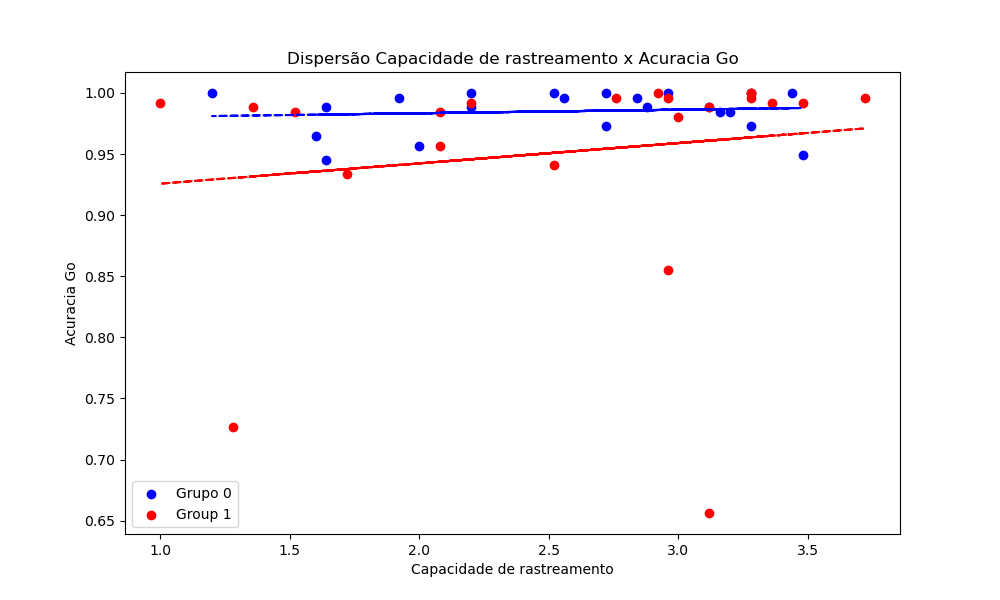 Dispersão Capacidade de rastreamento x Acuracia Go
Acuracia Go
1.00
0.95
0.90
0.85
0.80
0.75
0.70
0.65
Grupo 0
Group 1
1.0 1.5 2.0 2.5 3.0 3.5
Capacidade de rastreamento